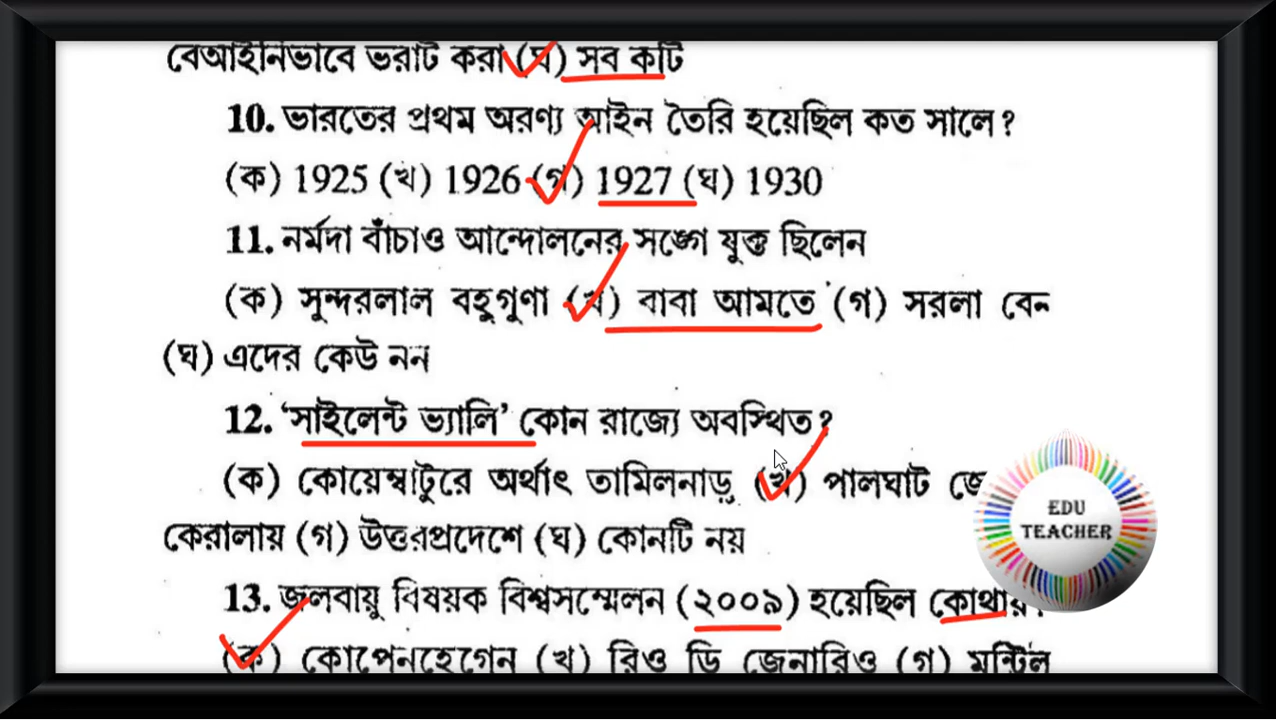 বেআইনিভাবে ভরাট করা (ঘ) সব কটি
10. ভারতের প্রথম অরণ্য আইন তৈরি হয়েছিল কত সালে?
(ক) 1925 (খ) 1926 (গ) 1927 (ঘ) 1930
11. নর্মদা বাঁচাও আন্দোলনের সঙ্গে যুক্ত ছিলেন
(ক) সুন্দরলাল বহুগুণা (খ) বাবা আমতে (গ) সরলা বেন
(ঘ) এদের কেউ নন
12. ‘সাইলেন্ট ভ্যালি’ কোন রাজ্যে অবস্থিত?
(ক) কোয়েম্বাটুরে অর্থাৎ তামিলনাড়ু (খ) পালঘাট
কেরালায় (গ) উত্তরপ্রদেশে (ঘ) কোনটি নয়
EDU
TEACHER
13. জলবায়ু বিষয়ক বিশ্বসম্মেলন (২০০৯) হয়েছিল কোথায়?
(ক) কোপেনহেগেন (খ) রিও ডি জেনারিও (গ) মন্ট্রিল